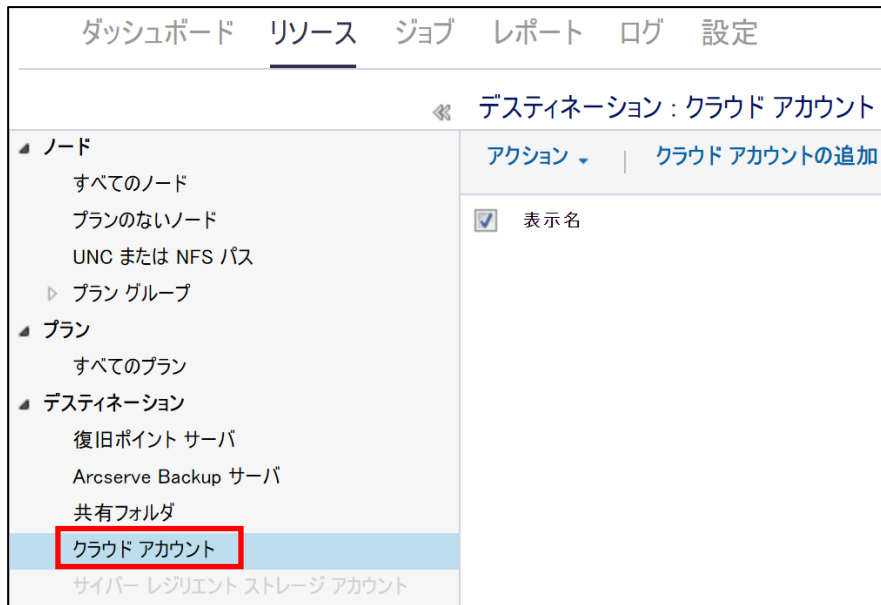 ダッシュボード リソース ジョブ レポート ログ 設定
デスティネーション : クラウド アカウント
アクション | クラウド アカウントの追加
表示名
ノード
すべてのノード
プランのないノード
UNC または NFS パス
プラン グループ
プラン
すべてのプラン
デスティネーション
復旧ポイント サーバ
Arcserve Backup サーバ
共有フォルダ
クラウド アカウント
サイバー レジリエント ストレージ アカウント